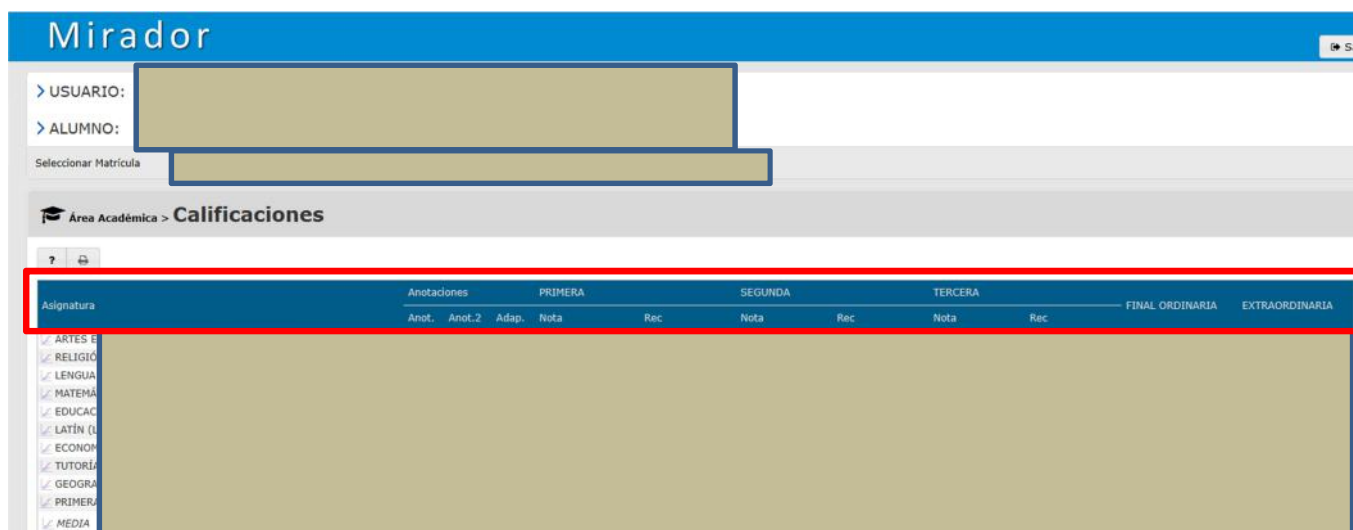 Mirador
USUARIO:
ALUMNO:
Seleccionar Matrícula
Área Académica > Calificaciones
?
Asignatura Anotaciones PRIMERA SEGUNDA TERCERA FINAL ORDINARIA EXTRAORDINARIA
Anot. Anot.2 Adap. Nota Rec Nota Rec Nota Rec
ARTES E
RELIGIÓ
LENGUA
MATEMÁ
EDUCAC
LATÍN (L
ECONOM
TUTORÍA
GEOGRA
PRIMERA
MEDIA